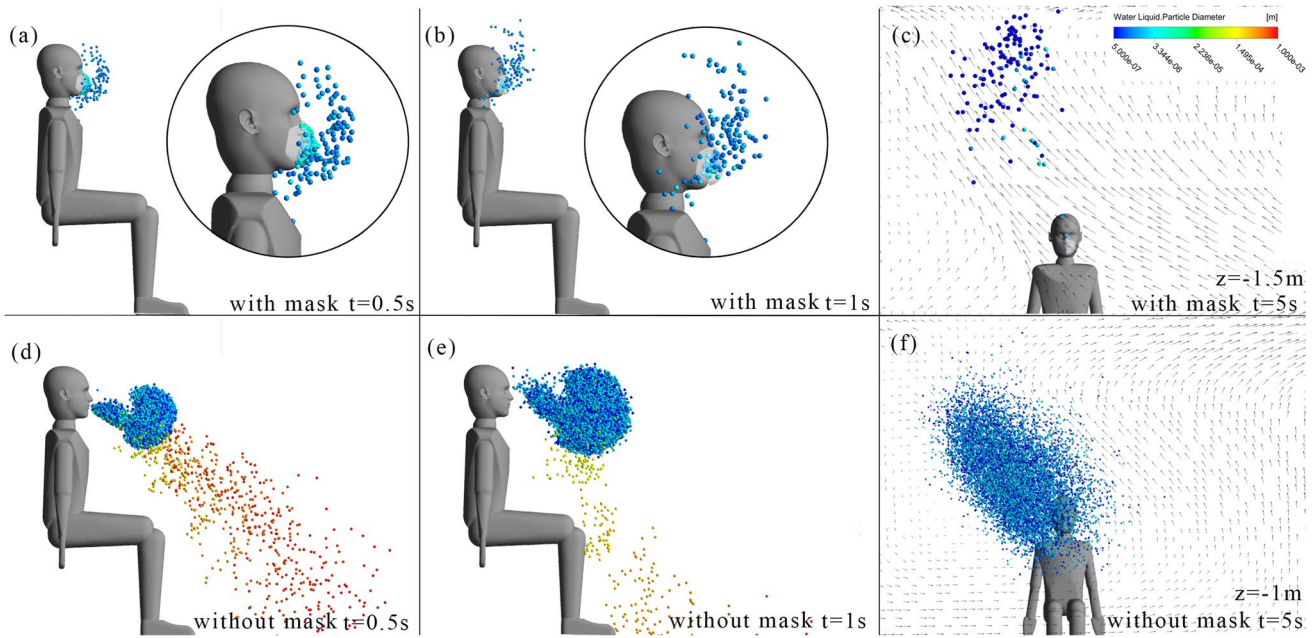 (a)
with mask t=0.5s
(b)
with mask t=1s
(c)
Water Liquid.Particle Diameter [m]
5.000e-07
3.344e-06
2.236e-05
1.495e-04
1.000e-03
z=-1.5m
with mask t=5s
(d)
without mask t=0.5s
(e)
without mask t=1s
(f)
z=-1m
without mask t=5s